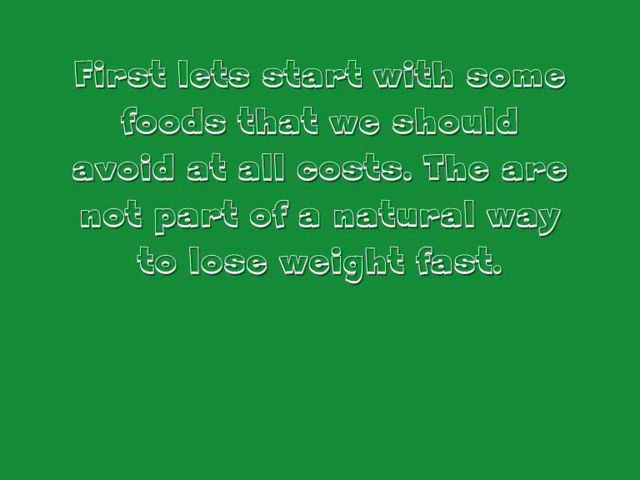 First lets start with some
foods that we should
avoid at all costs. The are
not part of a natural way
to lose weight fast.